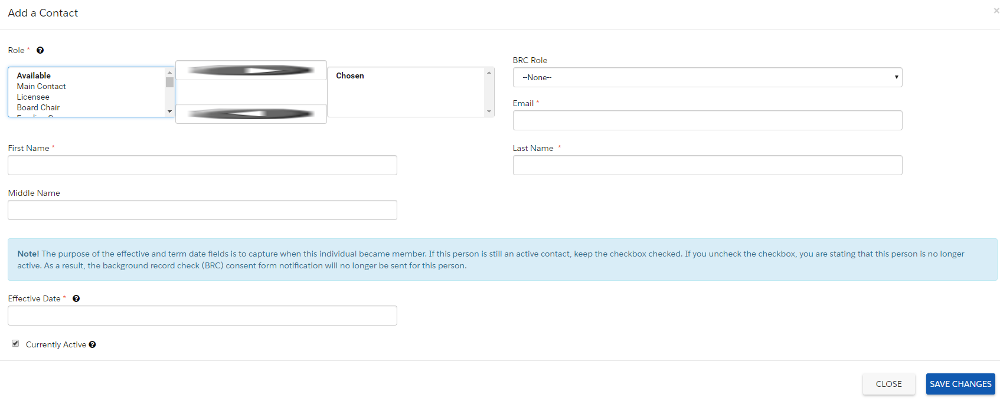 Add a Contact
×
Role *
Available
Main Contact
Licensee
Board Chair
Chosen
BRC Role
--None--
Email *
First Name *
Last Name *
Middle Name
Note! The purpose of the effective and term date fields is to capture when this individual became member. If this person is still an active contact, keep the checkbox checked. If you uncheck the checkbox, you are stating that this person is no longer
active. As a result, the background record check (BRC) consent form notification will no longer be sent for this person.
Effective Date *
Currently Active
CLOSE
SAVE CHANGES